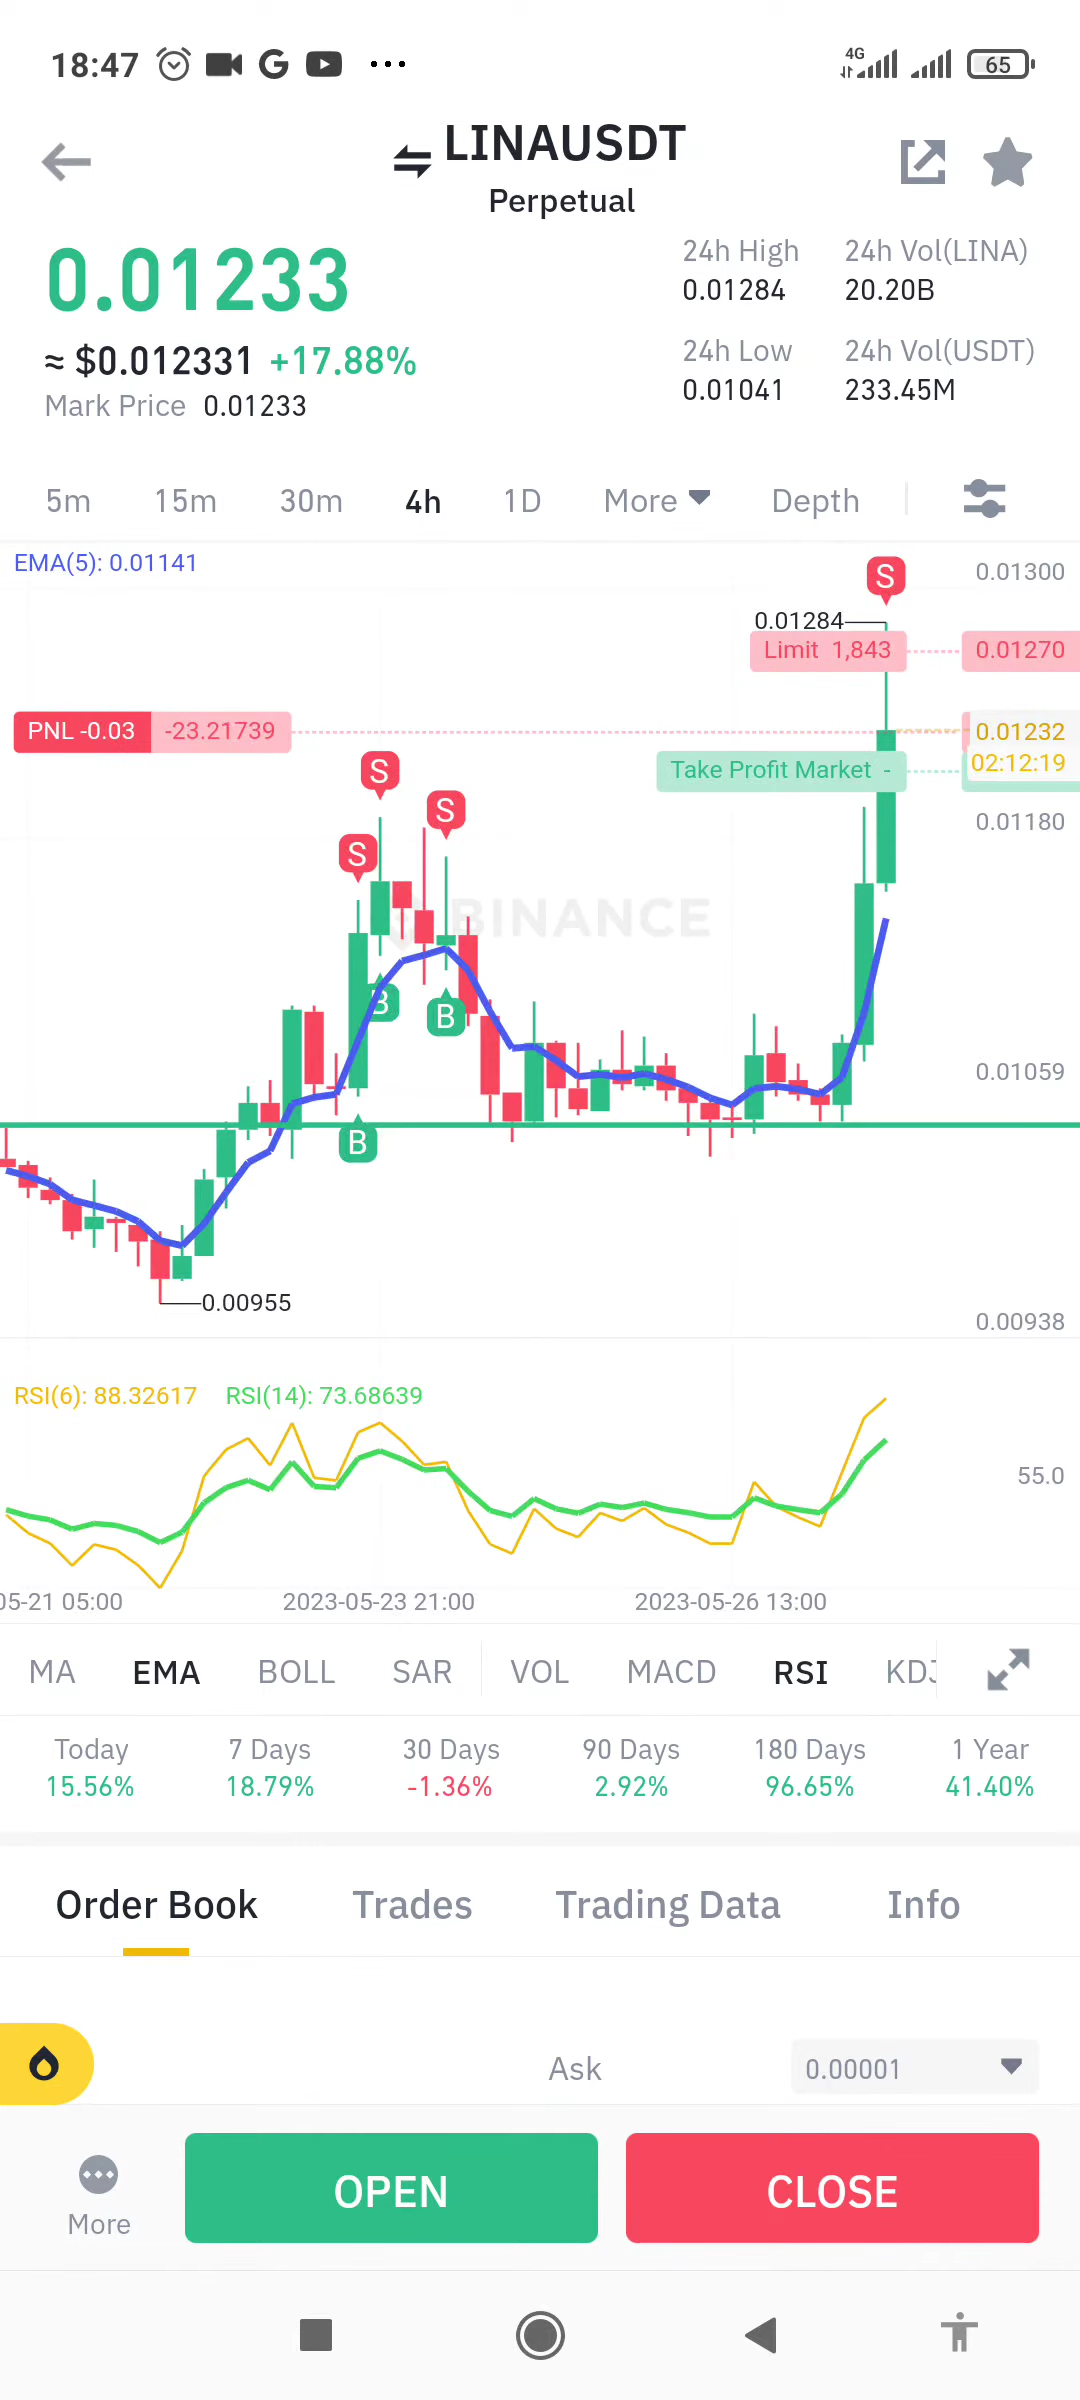 18:47 4G 65
LINAUSDT
Perpetual
0.01233
≈ $0.012331 +17.88%
Mark Price 0.01233
24h High 24h Vol(LINA)
0.01284 20.20B
24h Low 24h Vol(USDT)
0.01041 233.45M
5m 15m 30m 4h 1D More Depth
EMA(5): 0.01141
0.01300
S
0.01284
Limit 1,843 0.01270
PNL -0.03 -23.21739 0.01232
02:12:19
Take Profit Market -
S
S
S
0.01180
BINANCE
B
B
0.01059
B
0.00955
0.00938
RSI(6): 88.32617 RSI(14): 73.68639
55.0
05-21 05:00 2023-05-23 21:00 2023-05-26 13:00
MA EMA BOLL SAR VOL MACD RSI KDJ
Today 7 Days 30 Days 90 Days 180 Days 1 Year
15.56% 18.79% -1.36% 2.92% 96.65% 41.40%
Order Book Trades Trading Data Info
Ask 0.00001
More OPEN CLOSE